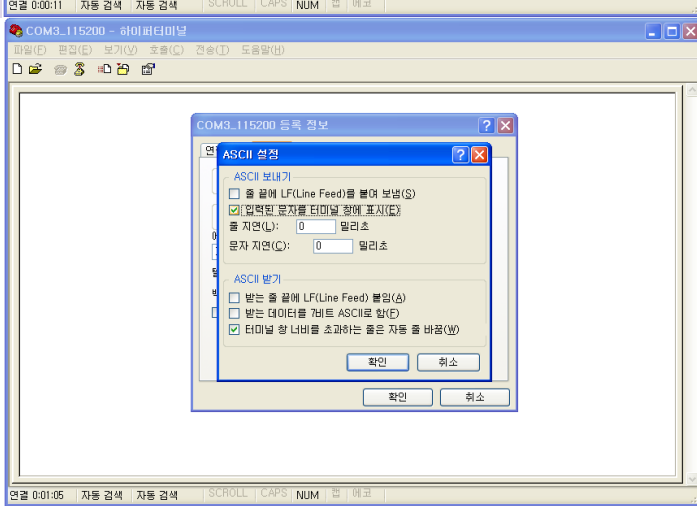 연결 0:00:11 자동 검색 자동 검색 SCROLL CAPS NUM 캡 에코
COM3_115200 - 하이퍼터미널
파일(F) 편집(E) 보기(V) 호출(C) 전송(T) 도움말(H)
COM3_115200 등록 정보
ASCII 설정
ASCII 보내기
줄 끝에 LF(Line Feed)를 붙여 보냄(S)
입력된 문자를 터미널 창에 표시(E)
줄 지연(L): 0 밀리초
문자 지연(C): 0 밀리초
ASCII 받기
받는 줄 끝에 LF(Line Feed) 붙임(A)
받는 데이터를 7비트 ASCII로 함(F)
터미널 창 너비를 초과하는 줄은 자동 줄 바꿈(W)
확인 취소
확인 취소
연결 0:01:05 자동 검색 자동 검색 SCROLL CAPS NUM 캡 에코